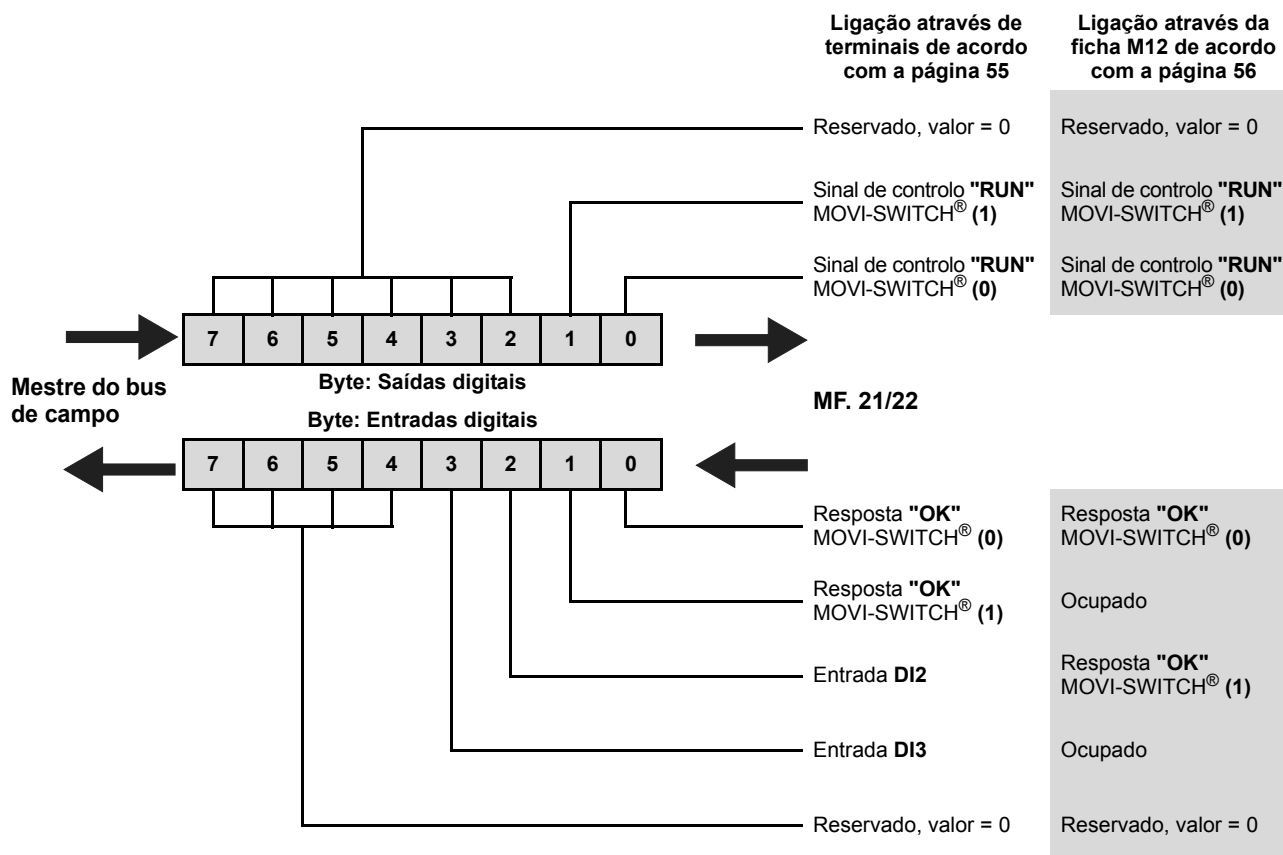 Ligação através de
terminais de acordo
com a página 55
Ligação através da
ficha M12 de acordo
com a página 56
Reservado, valor = 0
Reservado, valor = 0
Sinal de controlo "RUN"
MOVI-SWITCH® (1)
Sinal de controlo "RUN"
MOVI-SWITCH® (1)
Sinal de controlo "RUN"
MOVI-SWITCH® (0)
Sinal de controlo "RUN"
MOVI-SWITCH® (0)
7 6 5 4 3 2 1 0
Byte: Saídas digitais
Mestre do bus
de campo
MF. 21/22
Byte: Entradas digitais
7 6 5 4 3 2 1 0
Resposta "OK"
MOVI-SWITCH® (0)
Resposta "OK"
MOVI-SWITCH® (0)
Resposta "OK"
MOVI-SWITCH® (1)
Ocupado
Entrada DI2
Resposta "OK"
MOVI-SWITCH® (1)
Entrada DI3
Ocupado
Reservado, valor = 0
Reservado, valor = 0